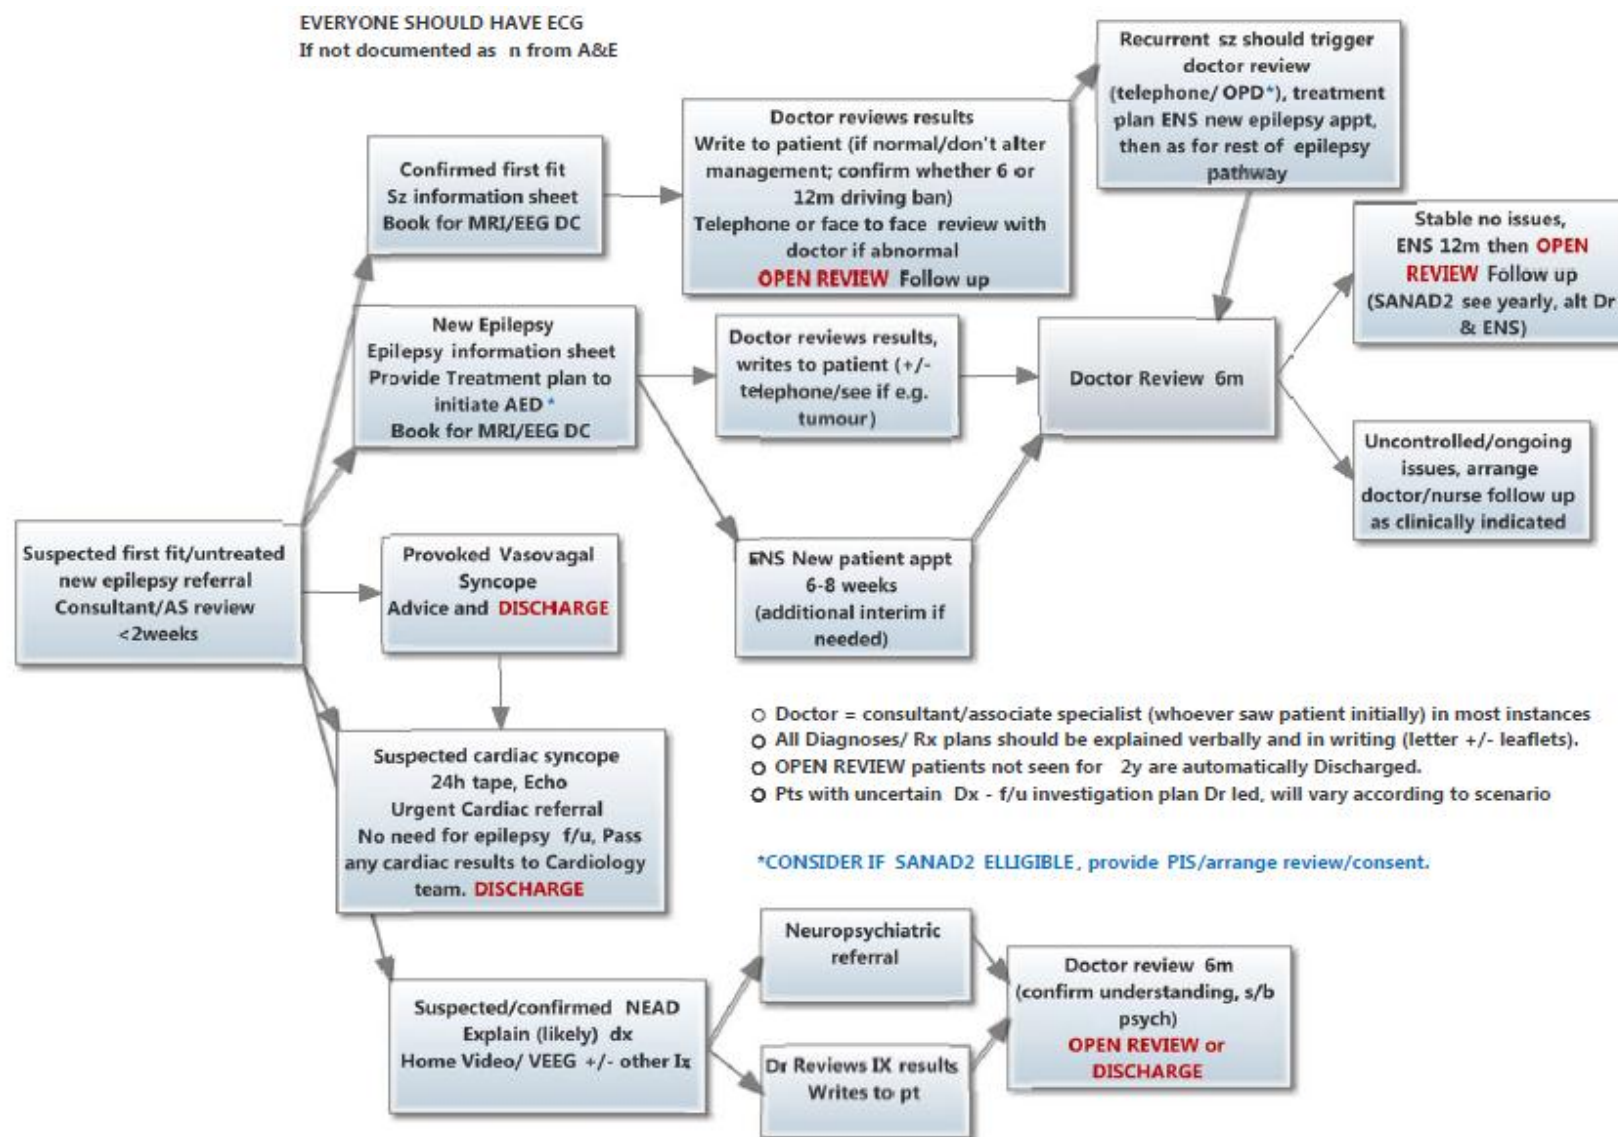 EVERYONE SHOULD HAVE ECG
If not documented as n from A&E
Recurrent sz should trigger
doctor review
(telephone/ OPD*), treatment
plan ENS new epilepsy appt,
then as for rest of epilepsy
pathway
Doctor reviews results
Write to patient (if normal/don't alter
management; confirm whether 6 or
12m driving ban)
Telephone or face to face review with
doctor if abnormal
OPEN REVIEW Follow up
Confirmed first fit
Sz information sheet
Book for MRI/EEG DC
Stable no issues,
ENS 12m then OPEN
REVIEW Follow up
(SANAD2 see yearly, alt Dr
& ENS)
New Epilepsy
Epilepsy information sheet
Provide Treatment plan to
initiate AED *
Book for MRI/EEG DC
Doctor reviews results,
writes to patient (+/-
telephone/see if e.g.
tumour)
Doctor Review 6m
Uncontrolled/ongoing
issues, arrange
doctor/nurse follow up
as clinically indicated
Suspected first fit/untreated
new epilepsy referral
Consultant/AS review
<2weeks
Provoked Vasovagal
Syncope
Advice and DISCHARGE
ENS New patient appt
6-8 weeks
(additional interim if
needed)
Suspected cardiac syncope
24h tape, Echo
Urgent Cardiac referral
No need for epilepsy f/u, Pass
any cardiac results to Cardiology
team. DISCHARGE
○ Doctor = consultant/associate specialist (whoever saw patient initially) in most instances
○ All Diagnoses/ Rx plans should be explained verbally and in writing (letter +/- leaflets).
○ OPEN REVIEW patients not seen for 2y are automatically Discharged.
○ Pts with uncertain Dx - f/u investigation plan Dr led, will vary according to scenario
*CONSIDER IF SANAD2 ELLIGIBLE, provide PIS/arrange review/consent.
Suspected/confirmed NEAD
Explain (likely) dx
Home Video/ VEEG +/- other Ix
Neuropsychiatric
referral
Dr Reviews IX results
Writes to pt
Doctor review 6m
(confirm understanding, s/b
psych)
OPEN REVIEW or
DISCHARGE